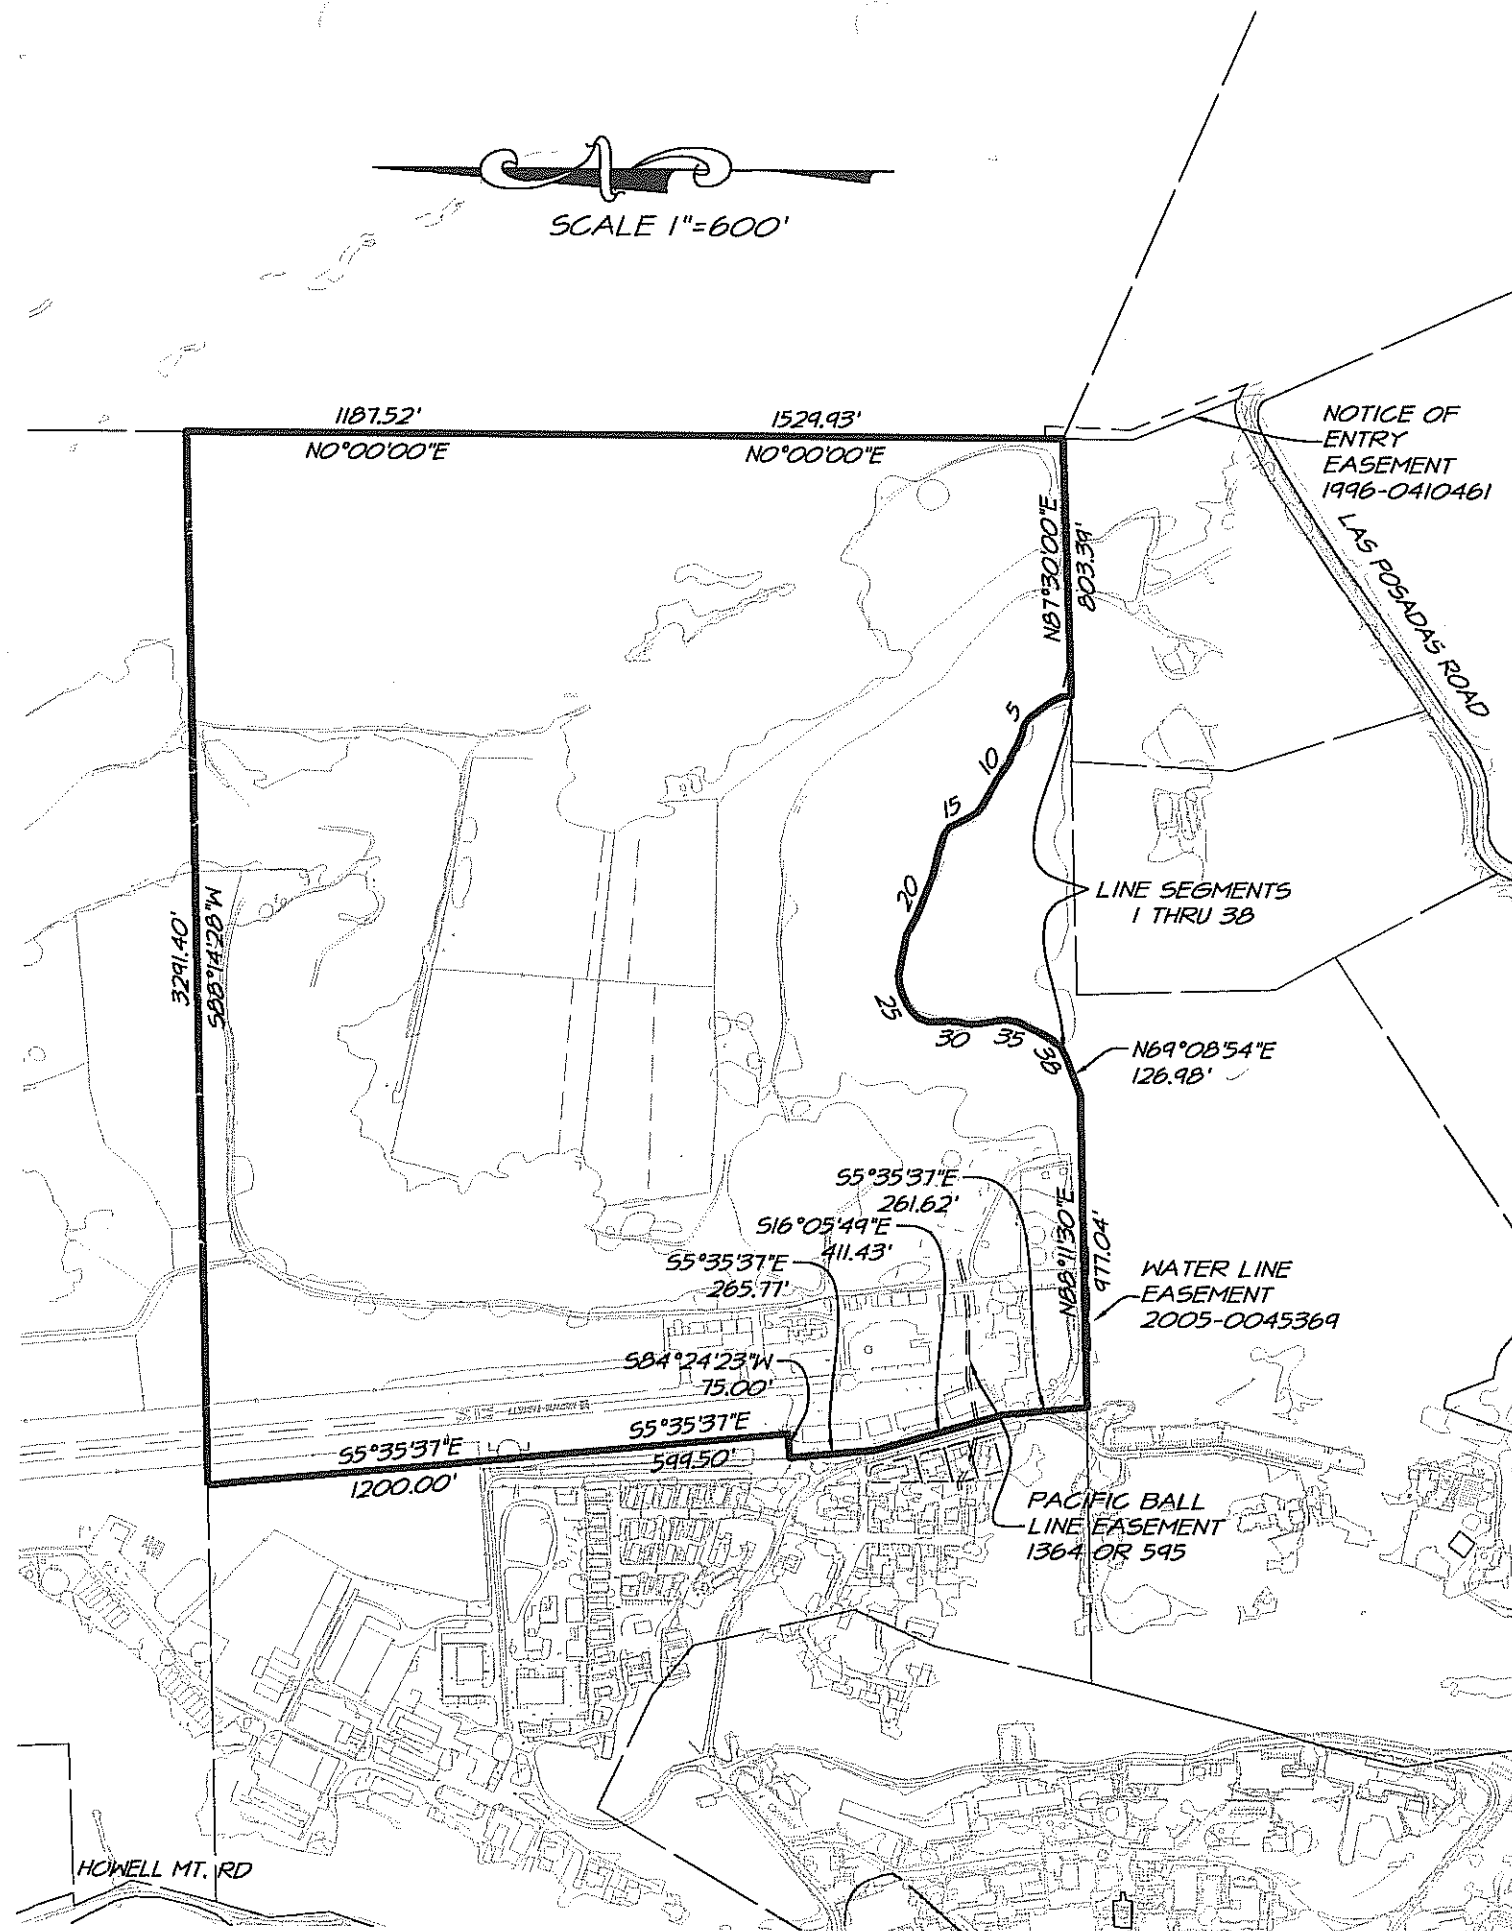 SCALE 1"=600'
1187.52'
N0°00'00"E
1529.93'
N0°00'00"E
NOTICE OF
ENTRY
EASEMENT
1996-0410461
LAS POSADAS ROAD
N87°30'00"E
803.39'
5
10
15
20
25
30
35
38
LINE SEGMENTS
1 THRU 38
3291.40'
S88°14'28"W
N69°08'54"E
126.98'
S5°35'37"E
261.62'
S16°05'49"E
411.43'
S5°35'37"E
265.77'
S84°24'23"W
75.00'
N88°11'30"E
977.04'
WATER LINE
EASEMENT
2005-0045369
S5°35'37"E
599.50'
S5°35'37"E
1200.00'
PACIFIC BALL
LINE EASEMENT
1364 OR 595
HOWELL MT. RD